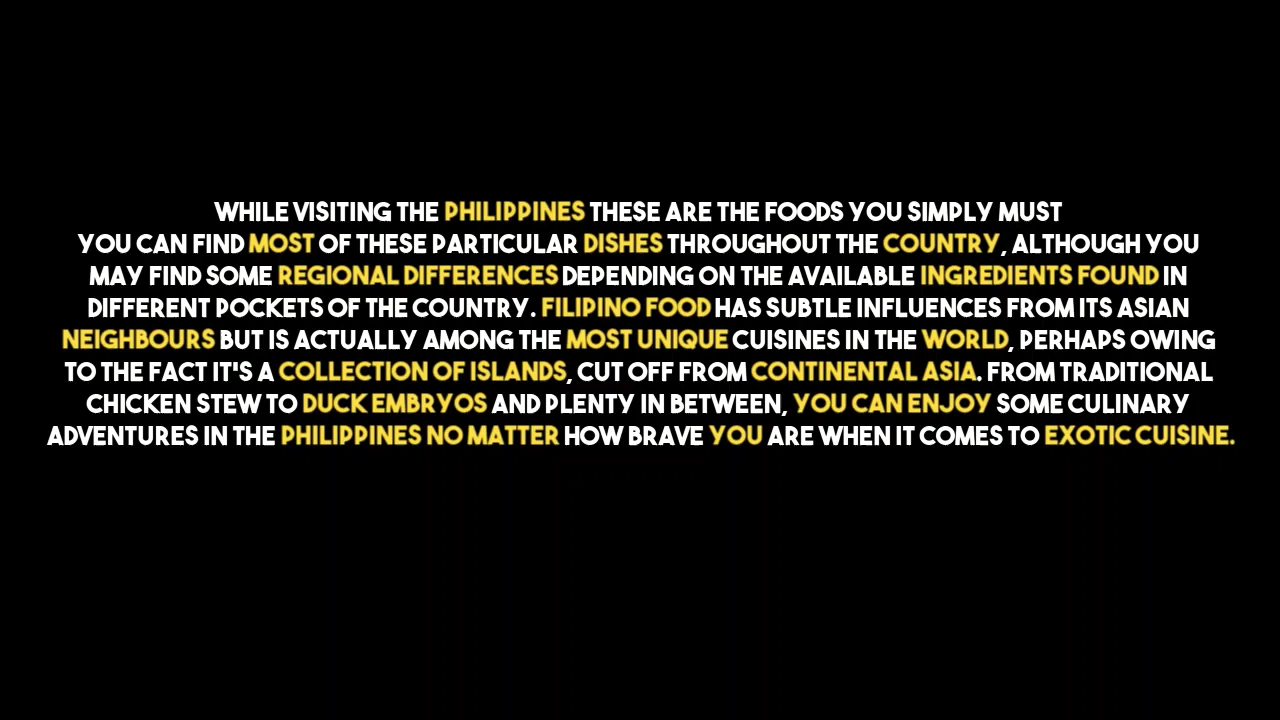 WHILE VISITING THE PHILIPPINES THESE ARE THE FOODS YOU SIMPLY MUST
YOU CAN FIND MOST OF THESE PARTICULAR DISHES THROUGHOUT THE COUNTRY, ALTHOUGH YOU
MAY FIND SOME REGIONAL DIFFERENCES DEPENDING ON THE AVAILABLE INGREDIENTS FOUND IN
DIFFERENT POCKETS OF THE COUNTRY. FILIPINO FOOD HAS SUBTLE INFLUENCES FROM ITS ASIAN
NEIGHBOURS BUT IS ACTUALLY AMONG THE MOST UNIQUE CUISINES IN THE WORLD, PERHAPS OWING
TO THE FACT IT'S A COLLECTION OF ISLANDS, CUT OFF FROM CONTINENTAL ASIA. FROM TRADITIONAL
CHICKEN STEW TO DUCK EMBRYOS AND PLENTY IN BETWEEN, YOU CAN ENJOY SOME CULINARY
ADVENTURES IN THE PHILIPPINES NO MATTER HOW BRAVE YOU ARE WHEN IT COMES TO EXOTIC CUISINE.